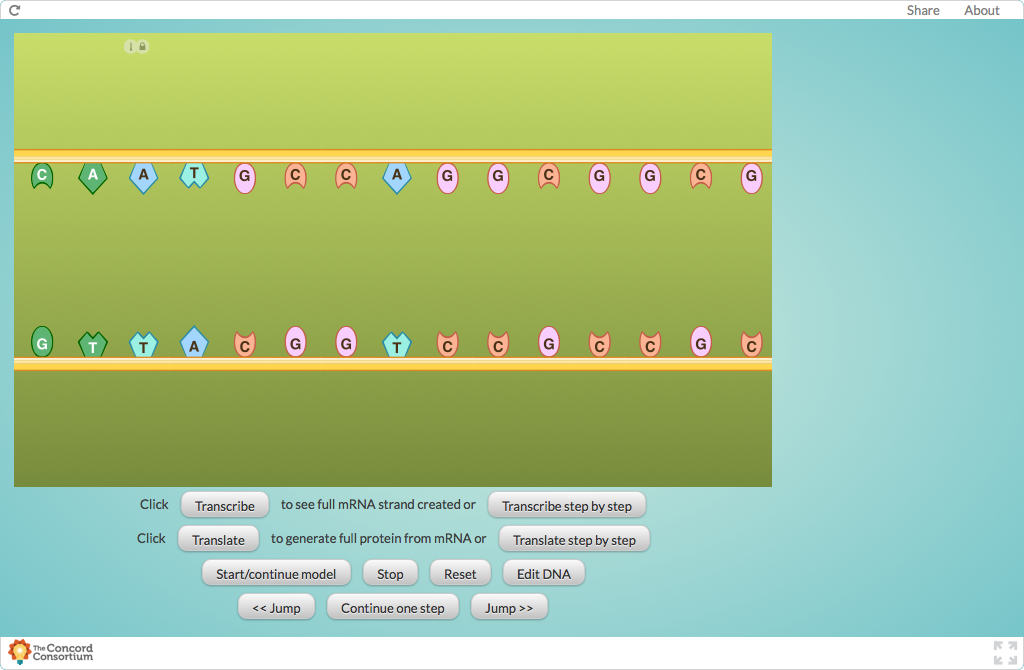 Share About
C A A T G C C A G G C G G C G
G T T A C G G T C C G C C G C
Click Transcribe to see full mRNA strand created or Transcribe step by step
Click Translate to generate full protein from mRNA or Translate step by step
Start/continue model Stop Reset Edit DNA
<< Jump Continue one step Jump >>
The Concord
Consortium